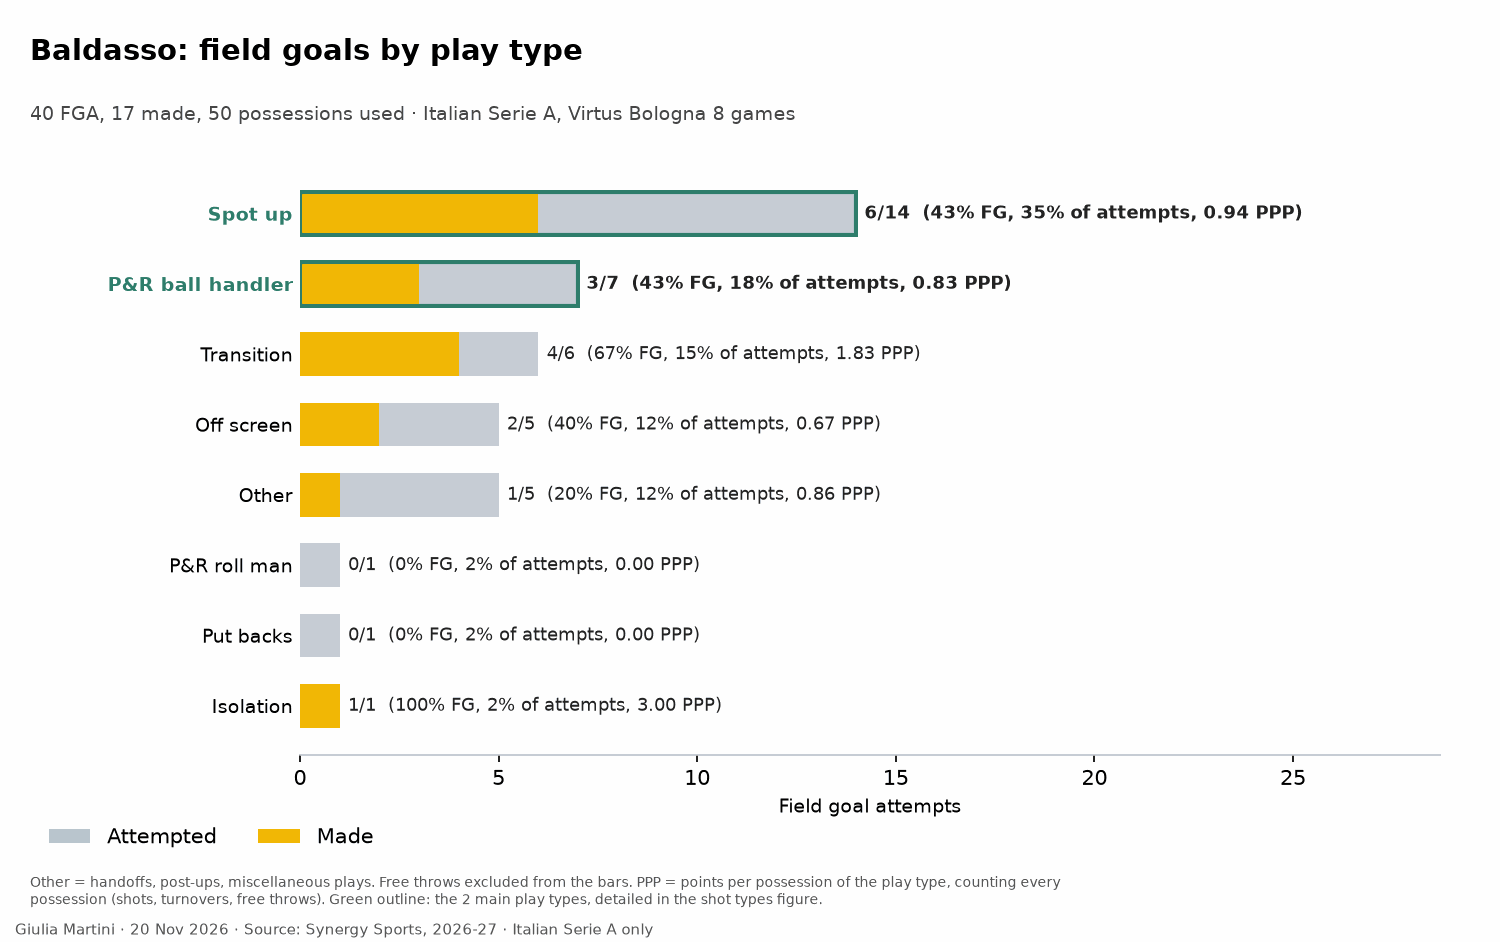 Baldasso: field goals by play type
40 FGA, 17 made, 50 possessions used · Italian Serie A, Virtus Bologna 8 games
Spot up 6/14 (43% FG, 35% of attempts, 0.94 PPP)
P&R ball handler 3/7 (43% FG, 18% of attempts, 0.83 PPP)
Transition 4/6 (67% FG, 15% of attempts, 1.83 PPP)
Off screen 2/5 (40% FG, 12% of attempts, 0.67 PPP)
Other 1/5 (20% FG, 12% of attempts, 0.86 PPP)
P&R roll man 0/1 (0% FG, 2% of attempts, 0.00 PPP)
Put backs 0/1 (0% FG, 2% of attempts, 0.00 PPP)
Isolation 1/1 (100% FG, 2% of attempts, 3.00 PPP)
0 5 10 15 20 25
Field goal attempts
Attempted Made
Other = handoffs, post-ups, miscellaneous plays. Free throws excluded from the bars. PPP = points per possession of the play type, counting every
possession (shots, turnovers, free throws). Green outline: the 2 main play types, detailed in the shot types figure.
Giulia Martini · 20 Nov 2026 · Source: Synergy Sports, 2026-27 · Italian Serie A only